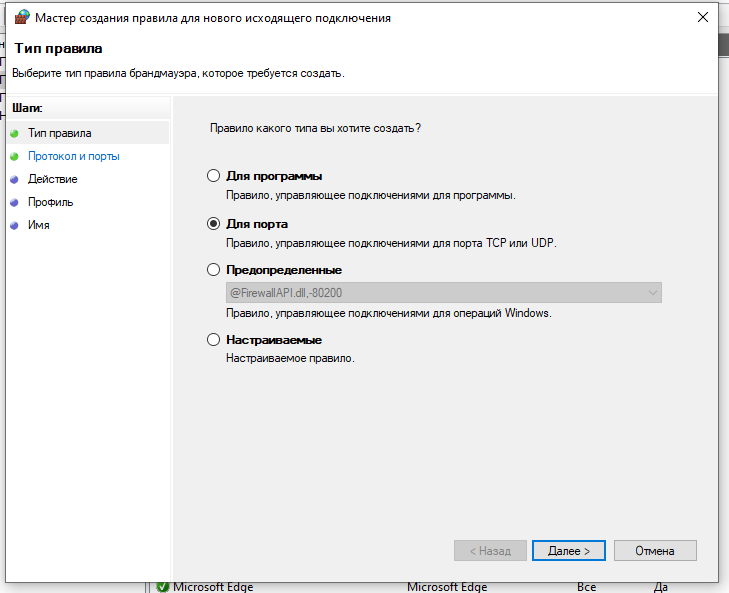 Мастер создания правила для нового исходящего подключения
Тип правила
Выберите тип правила брандмауэра, которое требуется создать.
Шаги:
Тип правила
Протокол и порты
Действие
Профиль
Имя
Правило какого типа вы хотите создать?
Для программы
Правило, управляющее подключениями для программы.
Для порта
Правило, управляющее подключениями для порта TCP или UDP.
Предопределенные
@FirewallAPI.dll,-80200
Правило, управляющее подключениями для операций Windows.
Настраиваемые
Настраиваемое правило.
< Назад
Далее >
Отмена
Microsoft Edge Microsoft Edge Все Да